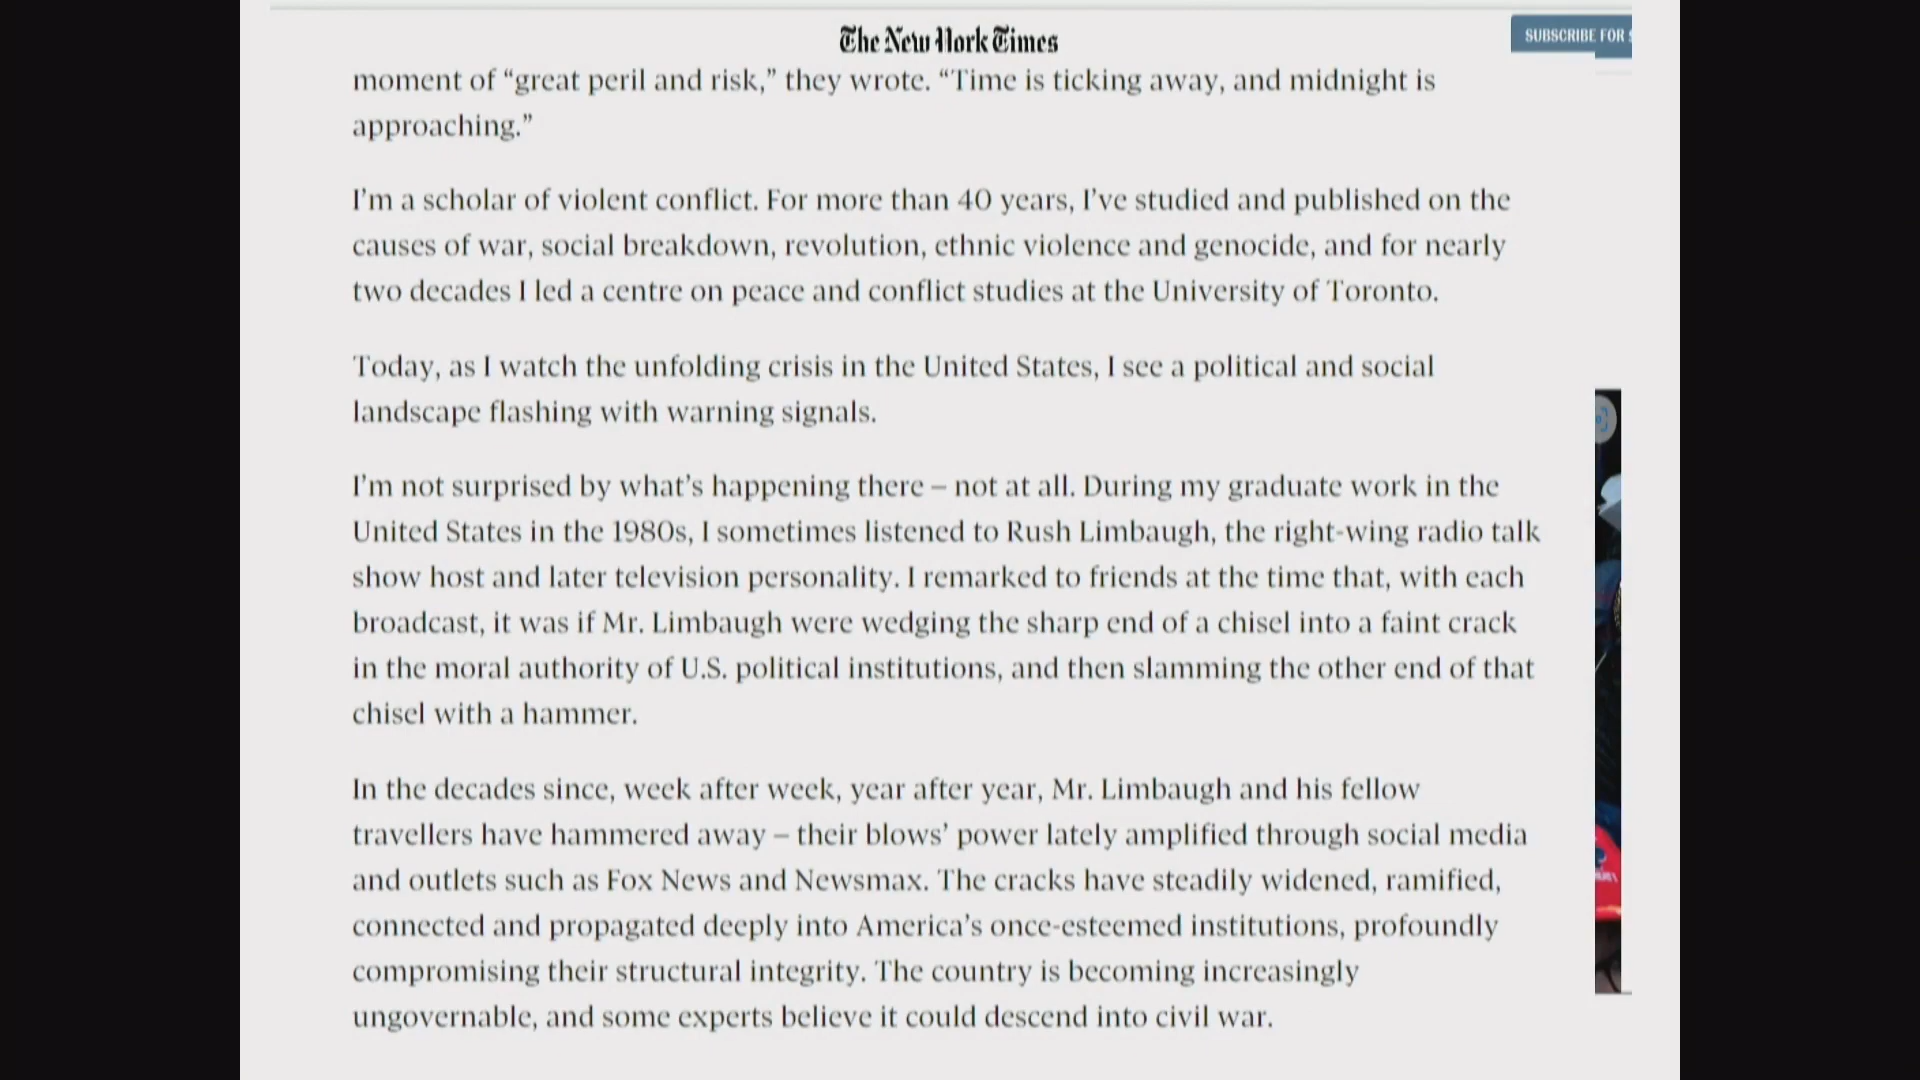 The New York Times
SUBSCRIBE FOR
moment of “great peril and risk,” they wrote. “Time is ticking away, and midnight is
approaching.”
I’m a scholar of violent conflict. For more than 40 years, I’ve studied and published on the
causes of war, social breakdown, revolution, ethnic violence and genocide, and for nearly
two decades I led a centre on peace and conflict studies at the University of Toronto.
Today, as I watch the unfolding crisis in the United States, I see a political and social
landscape flashing with warning signals.
I’m not surprised by what’s happening there – not at all. During my graduate work in the
United States in the 1980s, I sometimes listened to Rush Limbaugh, the right-wing radio talk
show host and later television personality. I remarked to friends at the time that, with each
broadcast, it was if Mr. Limbaugh were wedging the sharp end of a chisel into a faint crack
in the moral authority of U.S. political institutions, and then slamming the other end of that
chisel with a hammer.
In the decades since, week after week, year after year, Mr. Limbaugh and his fellow
travellers have hammered away – their blows’ power lately amplified through social media
and outlets such as Fox News and Newsmax. The cracks have steadily widened, ramified,
connected and propagated deeply into America’s once-esteemed institutions, profoundly
compromising their structural integrity. The country is becoming increasingly
ungovernable, and some experts believe it could descend into civil war.